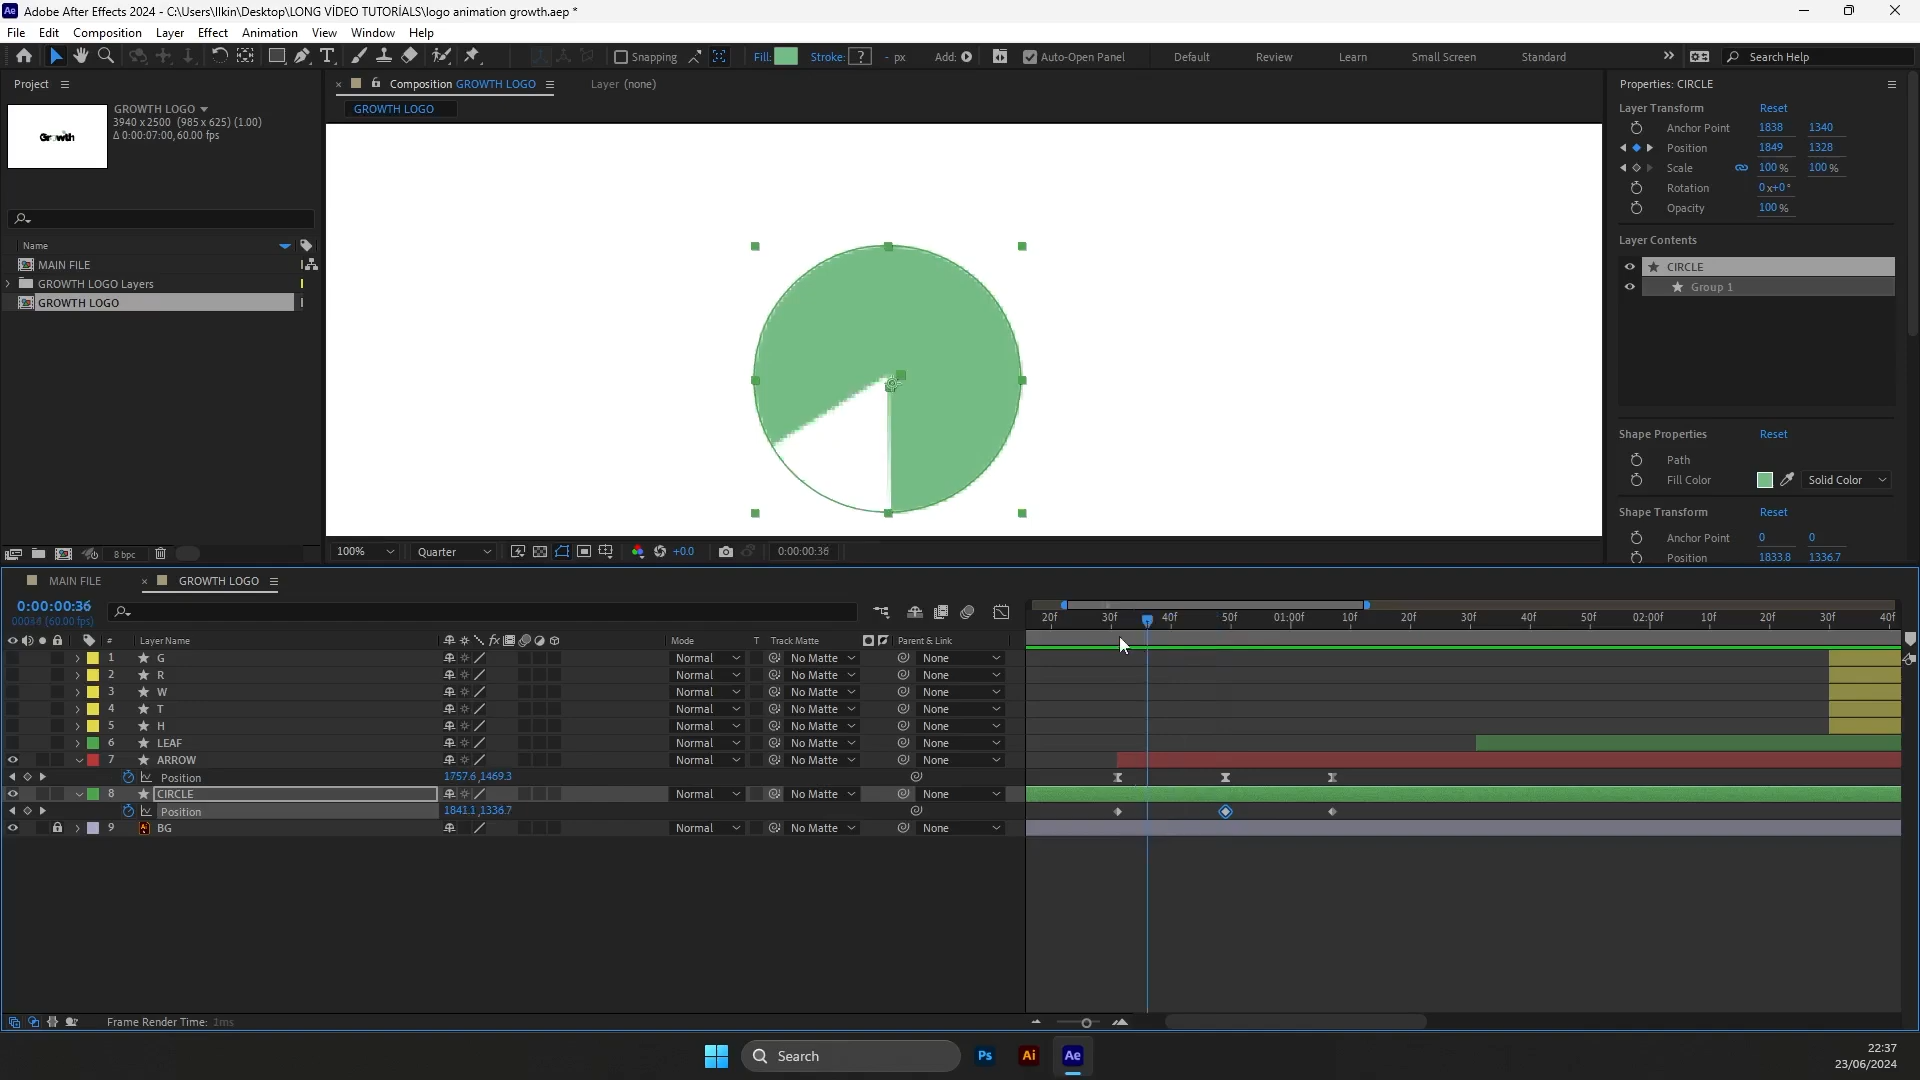 Adobe After Effects 2024 - C:\Users\Ilkin\Desktop\LONG VİDEO TUTORİALS\logo animation growth.aep *
File Edit Composition Layer Effect Animation View Window Help
Snapping Fill: Stroke: ? - px Add: Auto-Open Panel Default Review Learn Small Screen Standard Search Help
Project Composition GROWTH LOGO Layer (none) Properties: CIRCLE
GROWTH LOGO
3940 x 2500 (985 x 625) (1.00)
Δ 0:00:07:00, 60.00 fps
Growth
GROWTH LOGO
Name
MAIN FILE
GROWTH LOGO Layers
GROWTH LOGO
8 bpc
100% Quarter +0.0 0:00:00:36
Layer Transform Reset
Anchor Point 1838 1340
Position 1849 1328
Scale 100 % 100 %
Rotation 0x+0°
Opacity 100 %
Layer Contents
CIRCLE
Group 1
Shape Properties Reset
Path
Fill Color Solid Color
Shape Transform Reset
Anchor Point 0 0
Position 1833.8 1336.7
MAIN FILE GROWTH LOGO
0:00:00:36
(60.00 fps)
20f 30f 40f 50f 01:00f 10f 20f 30f 40f 50f 02:00f 10f 20f 30f 40f
# Layer Name Mode T Track Matte Parent & Link
1 G Normal No Matte None
2 R Normal No Matte None
3 W Normal No Matte None
4 T Normal No Matte None
5 H Normal No Matte None
6 LEAF Normal No Matte None
7 ARROW Normal No Matte None
Position 1757.6,1469.3
8 CIRCLE Normal No Matte None
Position 1841.1,1336.7
9 BG Normal No Matte None
Frame Render Time: 1ms
Search Ps Ai Ae
22:37
23/06/2024